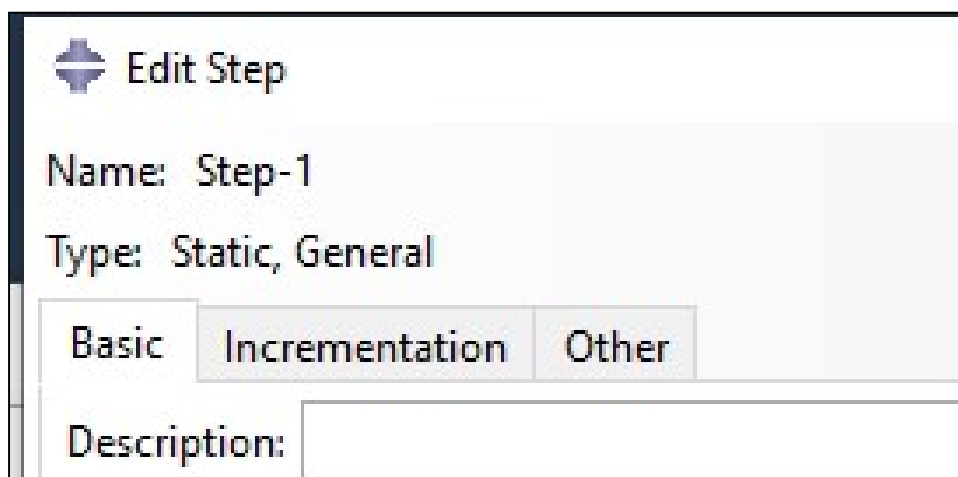 Edit Step
Name: Step-1
Type: Static, General
Basic Incrementation Other
Description: